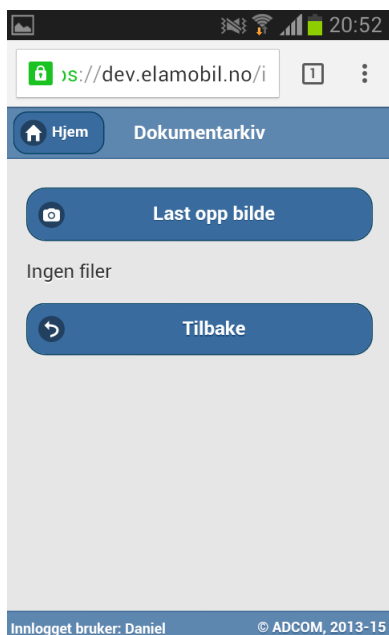 20:52
os://dev.elamobil.no/i
1
Hjem
Dokumentarkiv
Last opp bilde
Ingen filer
Tilbake
Innlogget bruker: Daniel
© ADCOM, 2013-15